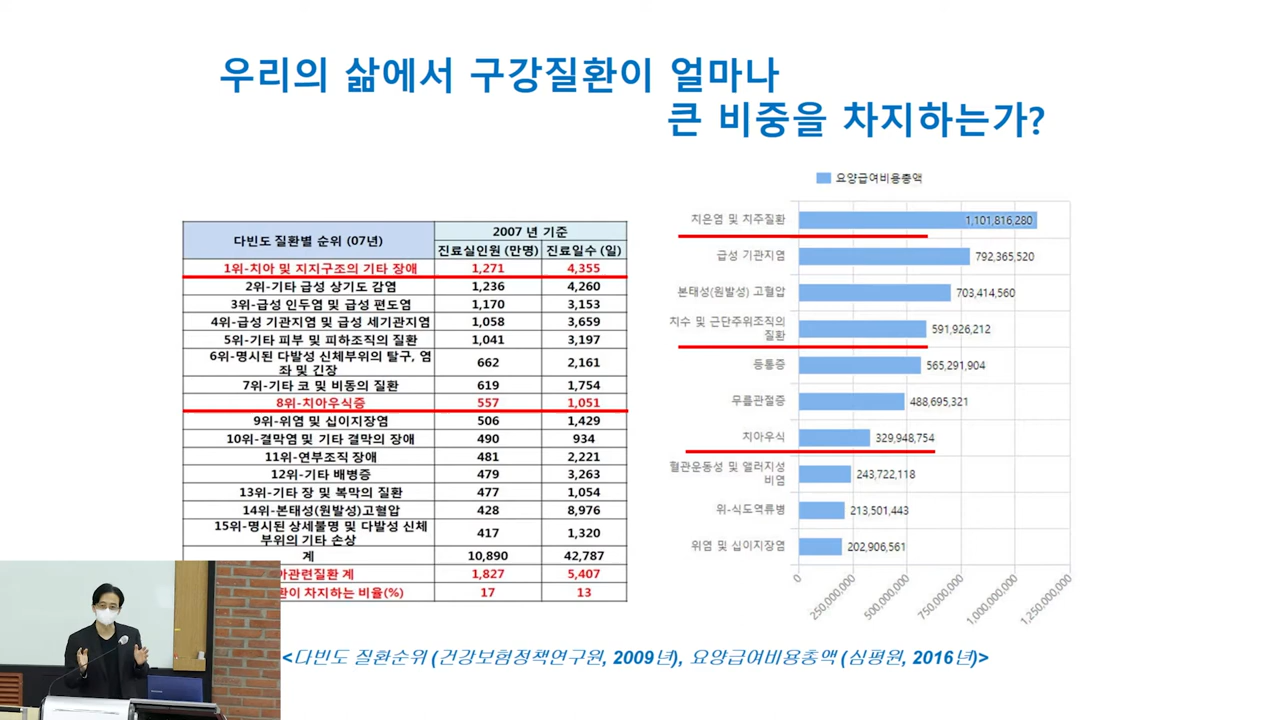 우리의 삶에서 구강질환이 얼마나
큰 비중을 차지하는가?
다빈도 질환별 순위 (07년) 2007 년 기준
진료실인원 (만명) 진료일수 (일)
1위-치아 및 지지구조의 기타 장애 1,271 4,355
2위-기타 급성 상기도 감염 1,236 4,260
3위-급성 인두염 및 급성 편도염 1,170 3,153
4위-급성 기관지염 및 급성 세기관지염 1,058 3,659
5위-기타 피부 및 피하조직의 질환 1,041 3,197
6위-명시된 다발성 신체부위의 탈구, 염
좌 및 긴장 662 2,161
7위-기타 코 및 비동의 질환 619 1,754
8위-치아우식증 557 1,051
9위-위염 및 십이지장염 506 1,429
10위-결막염 및 기타 결막의 장애 490 934
11위-연부조직 장애 481 2,221
12위-기타 배병증 479 3,263
13위-기타 장 및 복막의 질환 477 1,054
14위-본태성(원발성)고혈압 428 8,976
15위-명시된 상세불명 및 다발성 신체
부위의 기타 손상 417 1,320
계 10,890 42,787
관련질환 계 1,827 5,407
차지하는 비율(%) 17 13
요양급여비용총액
치은염 및 치주질환 1,101,816,280
급성 기관지염 792,365,520
본태성(원발성) 고혈압 703,414,560
치수 및 근단주위조직의
질환 591,926,212
등통증 565,291,904
무릎관절증 488,695,321
치아우식 329,948,754
혈관운동성 및 앨러지성
비염 243,722,118
위-식도역류병 213,501,443
위염 및 십이지장염 202,906,561
0 250,000,000 500,000,000 750,000,000 1,000,000,000 1,250,000,000
<다빈도 질환순위 (건강보험정책연구원, 2009년), 요양급여비용총액 (심평원, 2016년)>